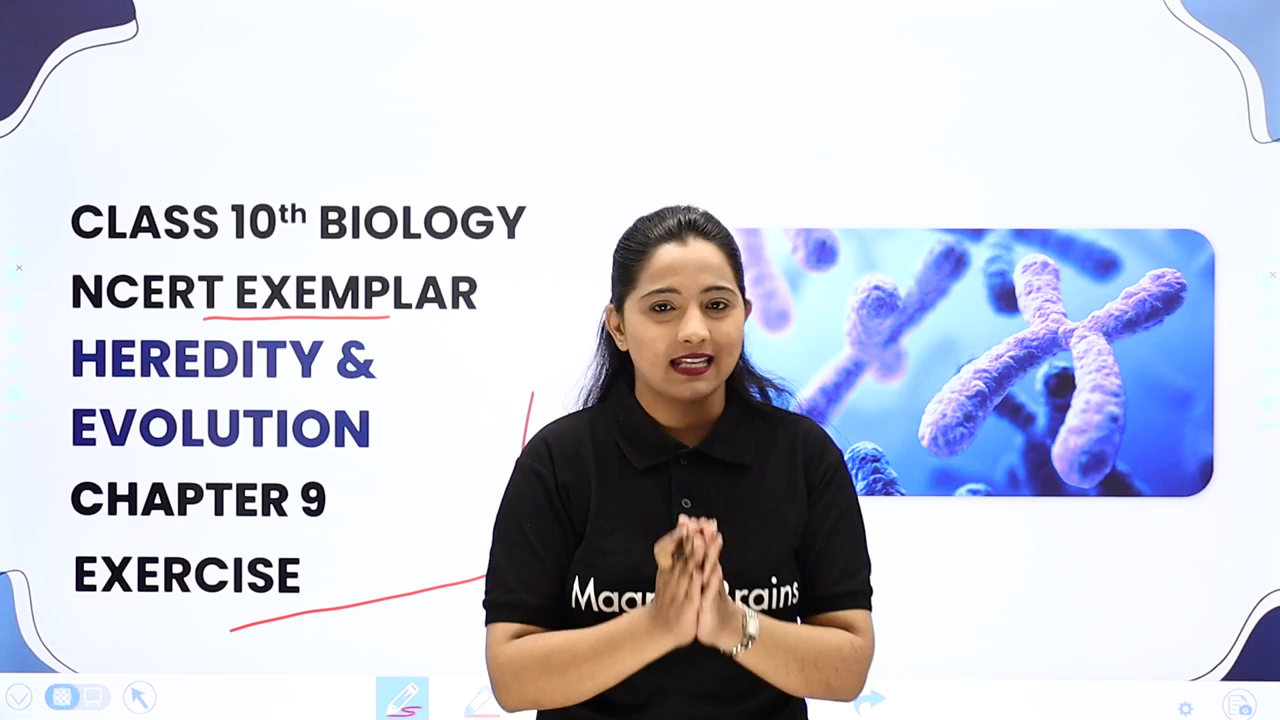 CLASS 10th BIOLOGY
NCERT EXEMPLAR
HEREDITY &
EVOLUTION
CHAPTER 9
EXERCISE